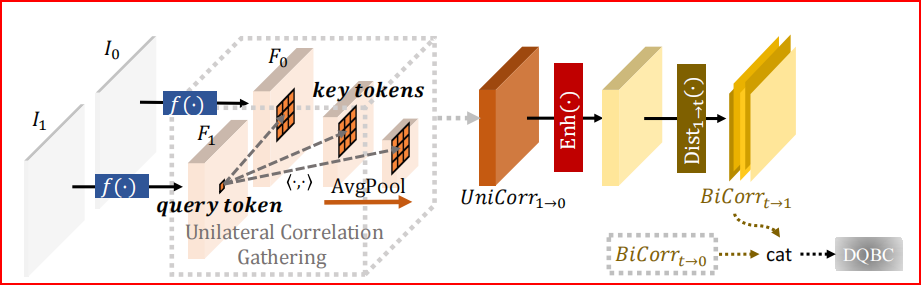 I₀
I₁
f(·)
f(·)
F₀
F₁
key tokens
query token
⟨·,·⟩
AvgPool
Unilateral Correlation
Gathering
UniCorr₁→₀
Enh(·)
Dist₁→t(·)
BiCorrt→1
BiCorrt→0
cat
DQBC